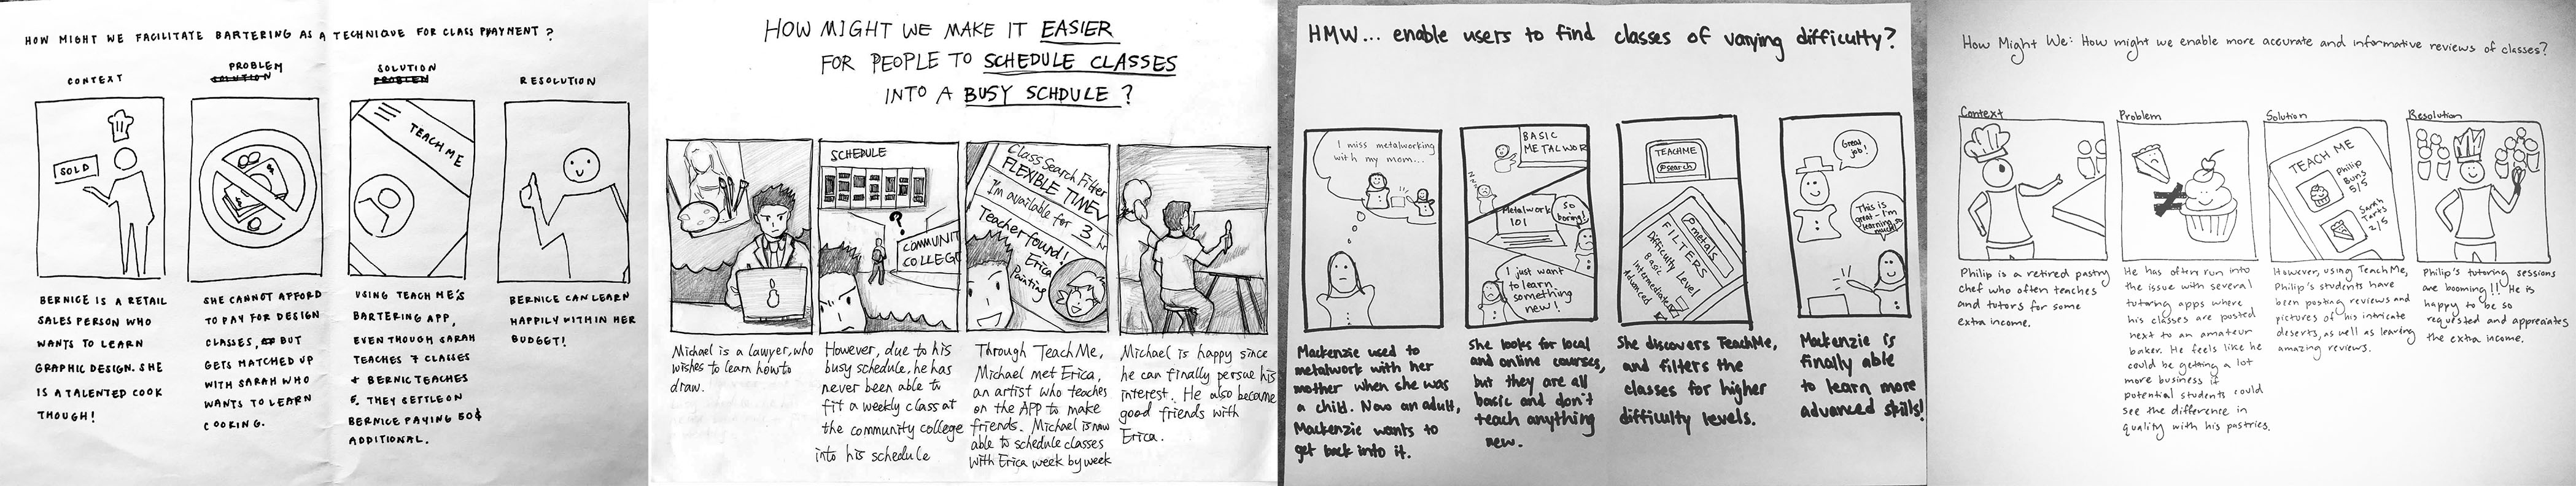 HOW MIGHT WE FACILITATE BARTERING AS A TECHNIQUE FOR CLASS PAYMENT ?
CONTEXT
PROBLEM
SOLUTION
SOLUTION
PROBLEM
RESOLUTION
SOLD
TEACH ME
BERNICE IS A RETAIL
SALES PERSON WHO
WANTS TO LEARN
GRAPHIC DESIGN. SHE
IS A TALENTED COOK
THOUGH!
SHE CANNOT AFFORD
TO PAY FOR DESIGN
CLASSES, BUT
GETS MATCHED UP
WITH SARAH WHO
WANTS TO LEARN
COOKING.
USING TEACH ME'S
BARTERING APP,
EVEN THOUGH SARAH
TEACHES 7 CLASSES
+ BERNIC TEACHES
5. THEY SETTLE ON
BERNICE PAYING 50$
ADDITIONAL.
BERNICE CAN LEARN
HAPPILY WITHIN HER
BUDGET!
HOW MIGHT WE MAKE IT EASIER
FOR PEOPLE TO SCHEDULE CLASSES
INTO A BUSY SCHDULE ?
SCHEDULE
?
COMMUNIT
COLLEG
Class Search Filter
FLEXIBLE TIME
I'm available for 3 hr
Teacher found!
Erica
Painting
Michael is a lawyer, who
wishes to learn how to
draw.
However, due to his
busy schedule, he has
never been able to
fit a weekly class at
the community college
into his schedule
Through TeachMe,
Michael met Erica,
an artist who teaches
on the APP to make
friends. Michael is now
able to schedule classes
with Erica week by week
Michael is happy since
he can finally persue his
interest. He also became
good friends with
Erica.
HMW... enable users to find classes of varying difficulty?
I miss metalworking
with my mom...
BASIC
METALWOR
Metalwork
101
So
boring!
I just want
to learn
something
new!
TEACHME
search
metals
FILTERS
Difficulty Level
Basic
Intermediate
Advanced
Great
job!
This is
great-I'm
learning so
much!
Mackenzie used to
metalwork with her
mother when she was
a child. Now an adult,
Mackenzie wants to
get back into it.
She looks for local
and online courses,
but they are all
basic and don't
teach anything
new.
She discovers TeachMe,
and filters the
classes for higher
difficulty levels.
Mackenzie is
finally able
to learn more
advanced skills!
How Might We: How might we enable more accurate and informative reviews of classes?
Context
Problem
Solution
Resolution
TEACH ME
Philip
Buns
5/5
Sarah
Tarts
2/5
Philip is a retired pastry
chef who often teaches
and tutors for some
extra income.
He has often run into
the issue with several
tutoring apps where
his classes are posted
next to an amateur
baker. He feels like he
could be getting a lot
more business if
potential students could
see the difference in
quality with his pastries.
However, using TeachMe,
Philip's students have
been posting reviews and
pictures of his intricate
deserts, as well as leaving
amazing reviews.
Philip's tutoring sessions
are booming!! He is
happy to be so
requested and appreciates
the extra income.